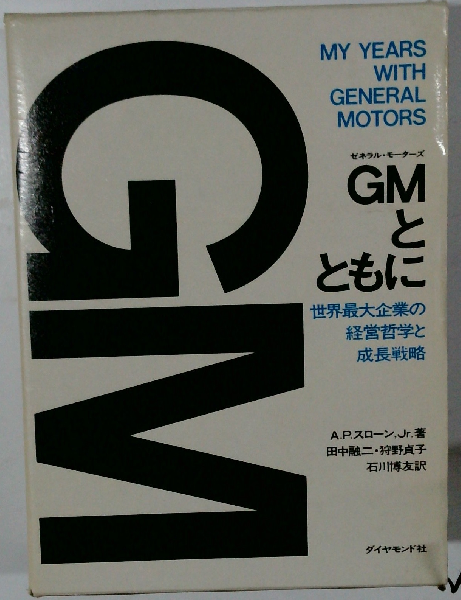 GM
MY YEARS
WITH
GENERAL
MOTORS
ゼネラル・モーターズ
GM
と
ともに
世界最大企業の
経営哲学と
成長戦略
A.P.スローン,Jr.著
田中融二・狩野貞子
石川博友訳
ダイヤモンド社